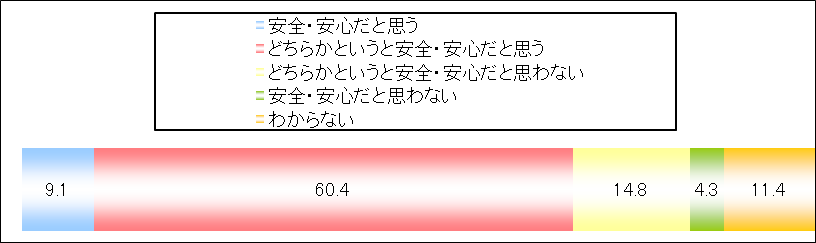 安全・安心だと思う
どちらかというと安全・安心だと思う
どちらかというと安全・安心だと思わない
安全・安心だと思わない
わからない
9.1 60.4 14.8 4.3 11.4